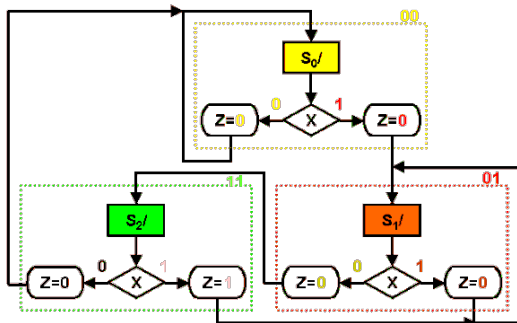 00
S0/
0 1
Z=0 X Z=0
11 01
S2/ S1/
0 1 0 1
Z=0 X Z=1 Z=0 X Z=0